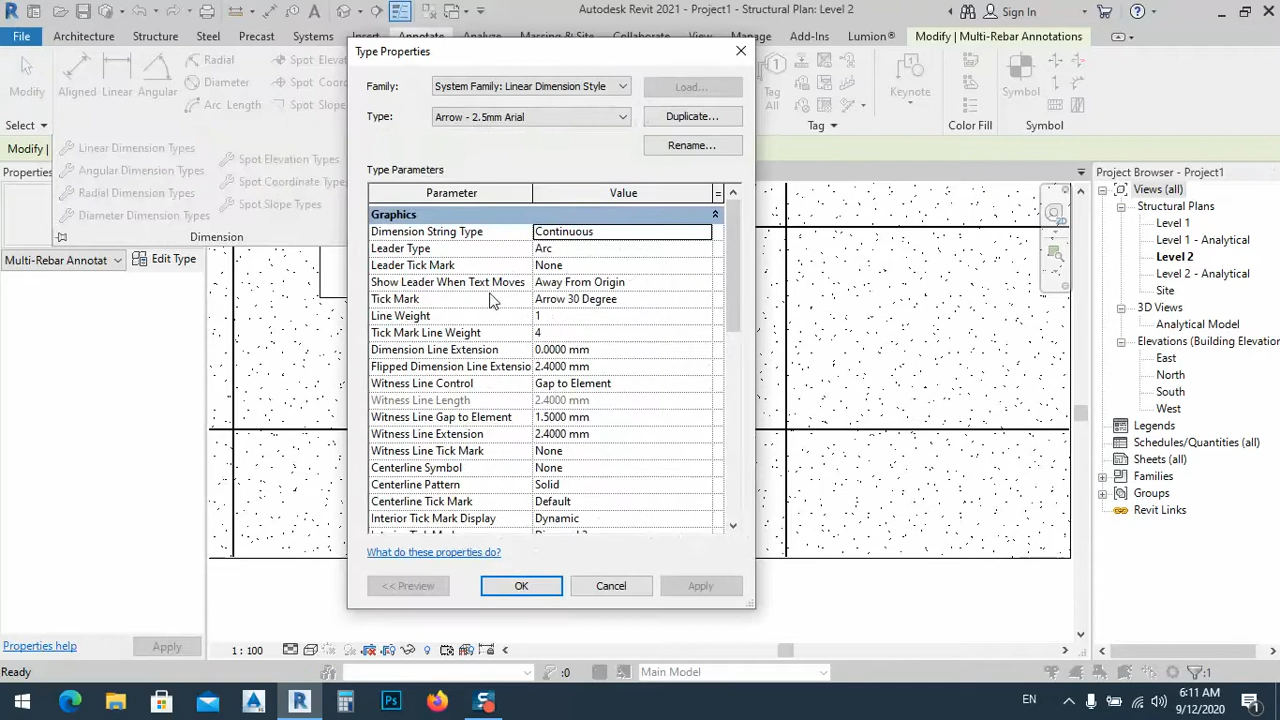 Autodesk Revit 2021 - Project1 - Structural Plan: Level 2
Sign In
File
Architecture
Structure
Steel
Precast
Systems
Insert
Annotate
Analyze
Massing & Site
Collaborate
View
Manage
Add-Ins
Lumion®
Modify | Multi-Rebar Annotations
Modify
Aligned
Linear
Angular
Radial
Diameter
Arc Length
Spot Eleva
Spot Coord
Spot Slope
Tag
All
Keynote
Symbol
Select
Tag
Color Fill
Symbol
Modify |
Linear Dimension Types
Angular Dimension Types
Radial Dimension Types
Diameter Dimension Types
Spot Elevation Types
Spot Coordinate Types
Spot Slope Types
Dimension
Properties
Multi-Rebar Annotat
Edit Type
Properties help
Apply
Type Properties
Family:
System Family: Linear Dimension Style
Load...
Type:
Arrow - 2.5mm Arial
Duplicate...
Rename...
Type Parameters
Parameter Value =
Graphics
Dimension String Type Continuous
Leader Type Arc
Leader Tick Mark None
Show Leader When Text Moves Away From Origin
Tick Mark Arrow 30 Degree
Line Weight 1
Tick Mark Line Weight 4
Dimension Line Extension 0.0000 mm
Flipped Dimension Line Extensio 2.4000 mm
Witness Line Control Gap to Element
Witness Line Length 2.4000 mm
Witness Line Gap to Element 1.5000 mm
Witness Line Extension 2.4000 mm
Witness Line Tick Mark None
Centerline Symbol None
Centerline Pattern Solid
Centerline Tick Mark Default
Interior Tick Mark Display Dynamic
What do these properties do?
<< Preview
OK
Cancel
Apply
Project Browser - Project1
Views (all)
Structural Plans
Level 1
Level 1 - Analytical
Level 2
Level 2 - Analytical
Site
3D Views
Analytical Model
Elevations (Building Elevation
East
North
South
West
Legends
Schedules/Quantities (all)
Sheets (all)
Families
Groups
Revit Links
1 : 100
Ready
:0
Main Model
:1
EN
6:11 AM
9/12/2020